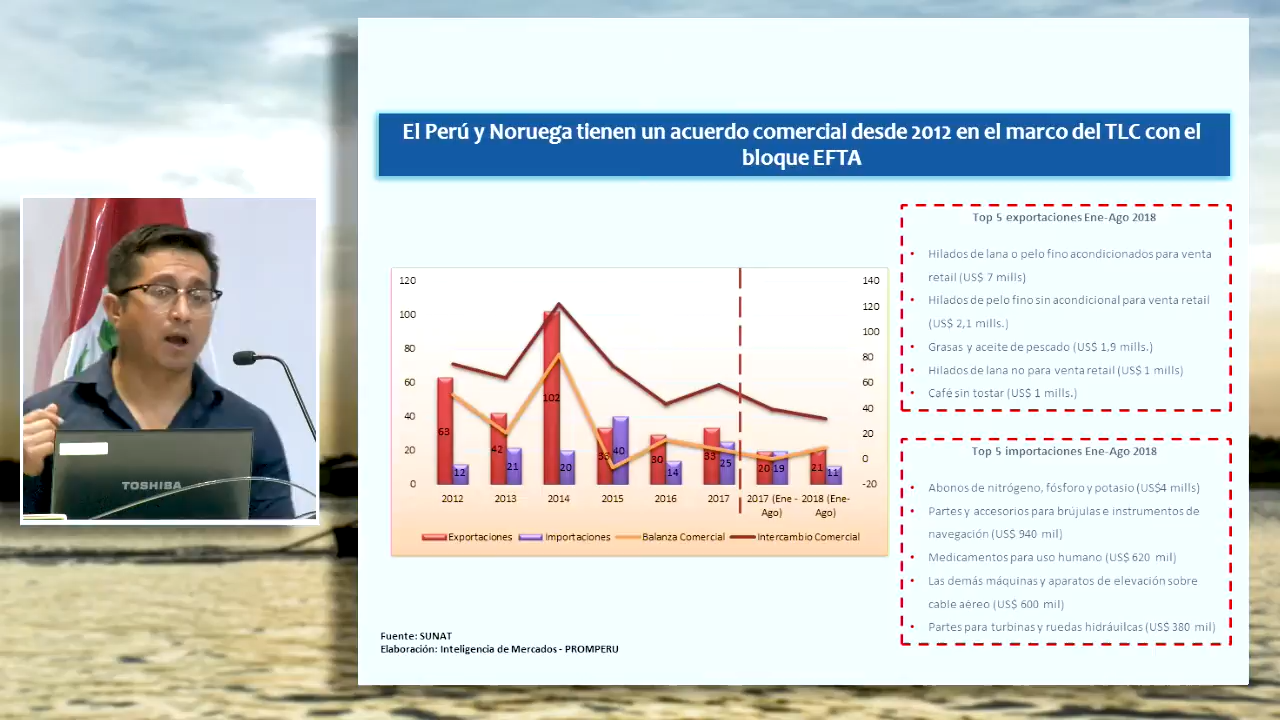 El Perú y Noruega tienen un acuerdo comercial desde 2012 en el marco del TLC con el
bloque EFTA
TOSHIBA
120
100
80
60
40
20
0
140
120
100
80
60
40
20
0
-20
63
12
42
21
102
20
33
40
30
14
33
25
20
19
21
11
2012
2013
2014
2015
2016
2017
2017 (Ene -
Ago)
2018 (Ene-
Ago)
Exportaciones
Importaciones
Balanza Comercial
Intercambio Comercial
Top 5 exportaciones Ene-Ago 2018
• Hilados de lana o pelo fino acondicionados para venta
retail (US$ 7 mills)
• Hilados de pelo fino sin acondicional para venta retail
(US$ 2,1 mills.)
• Grasas y aceite de pescado (US$ 1,9 mills.)
• Hilados de lana no para venta retail (US$ 1 mills)
• Café sin tostar (US$ 1 mills.)
Top 5 importaciones Ene-Ago 2018
• Abonos de nitrógeno, fósforo y potasio (US$4 mills)
• Partes y accesorios para brújulas e instrumentos de
navegación (US$ 940 mil)
• Medicamentos para uso humano (US$ 620 mil)
• Las demás máquinas y aparatos de elevación sobre
cable aéreo (US$ 600 mil)
• Partes para turbinas y ruedas hidráuilcas (US$ 380 mil)
Fuente: SUNAT
Elaboración: Inteligencia de Mercados - PROMPERU